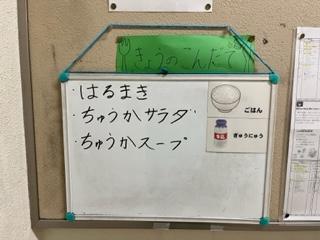 きょうのこんだて
・はるまき
・ちゅうかサラダ
・ちゅうかスープ
ごはん
ぎゅうにゅう